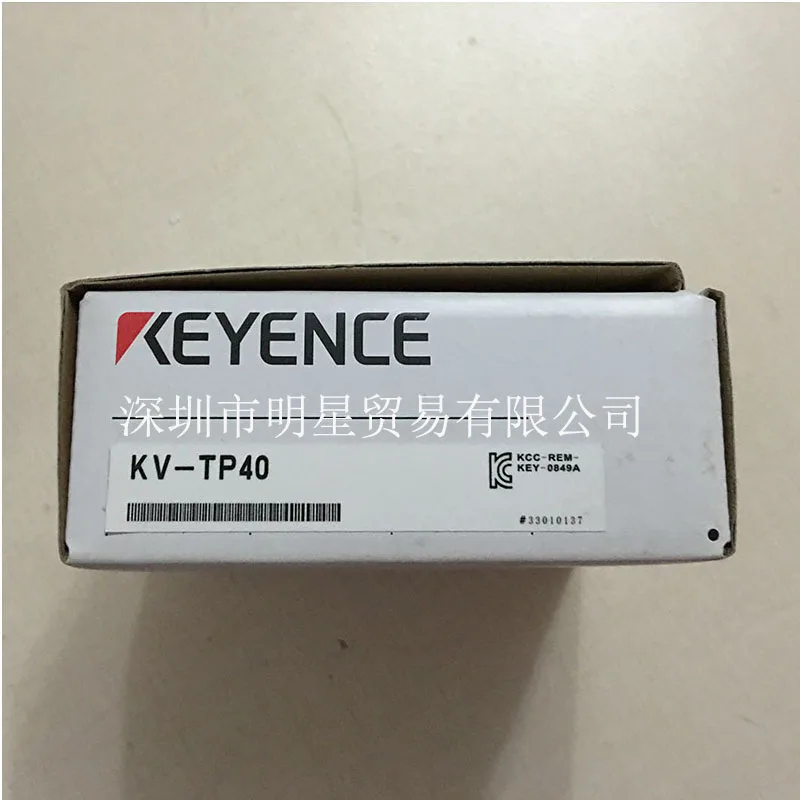 KEYENCE
深圳市明星贸易有限公司
KV-TP40
KCC-REM-
KEY-0849A
#33010137